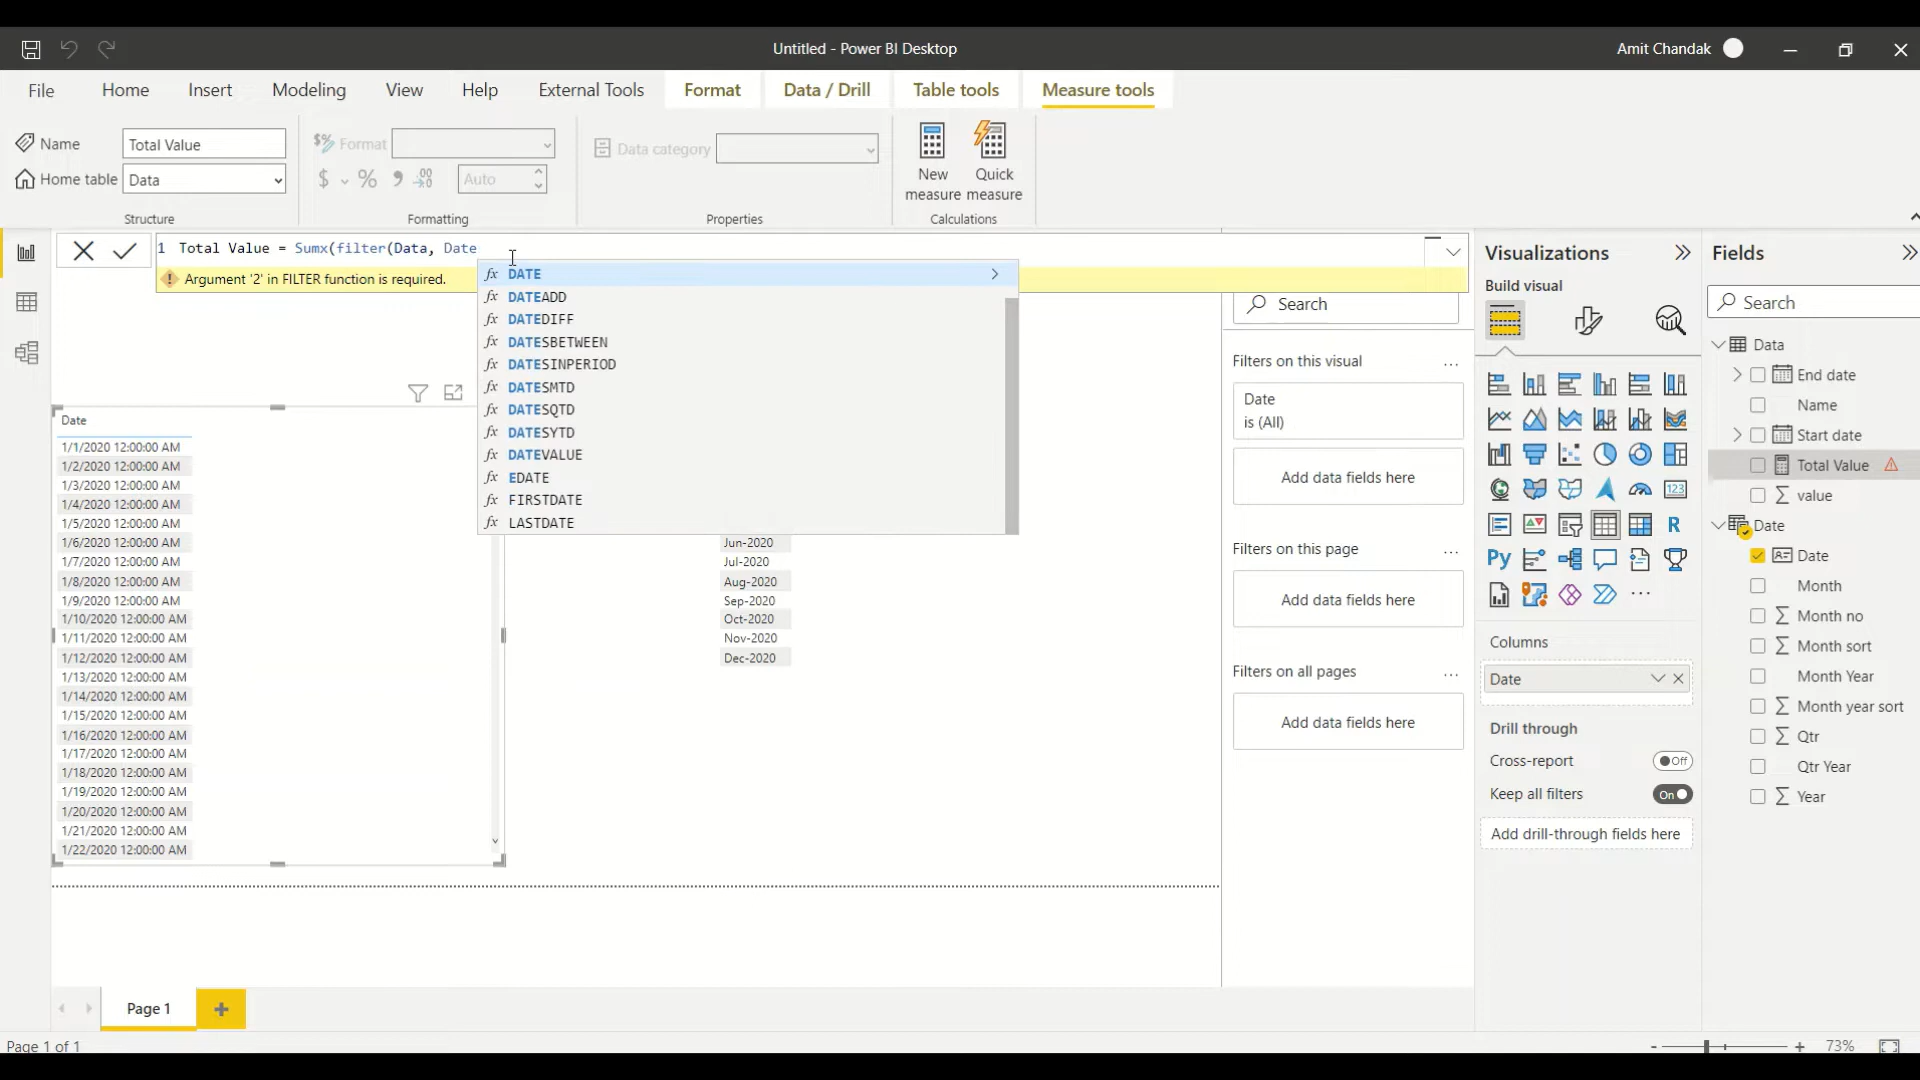 Untitled - Power BI Desktop
Amit Chandak
File
Home
Insert
Modeling
View
Help
External Tools
Format
Data / Drill
Table tools
Measure tools
Name
Total Value
Home table
Data
Structure
Format
$ % 9 .00
Auto
Formatting
Data category
Properties
New measure
Quick measure
Calculations
1 Total Value = Sumx(filter(Data, Date
Argument '2' in FILTER function is required.
fx DATE
fx DATEADD
fx DATEDIFF
fx DATESBETWEEN
fx DATESINPERIOD
fx DATESMTD
fx DATESQTD
fx DATESYTD
fx DATEVALUE
fx EDATE
fx FIRSTDATE
fx LASTDATE
Date
1/1/2020 12:00:00 AM
1/2/2020 12:00:00 AM
1/3/2020 12:00:00 AM
1/4/2020 12:00:00 AM
1/5/2020 12:00:00 AM
1/6/2020 12:00:00 AM
1/7/2020 12:00:00 AM
1/8/2020 12:00:00 AM
1/9/2020 12:00:00 AM
1/10/2020 12:00:00 AM
1/11/2020 12:00:00 AM
1/12/2020 12:00:00 AM
1/13/2020 12:00:00 AM
1/14/2020 12:00:00 AM
1/15/2020 12:00:00 AM
1/16/2020 12:00:00 AM
1/17/2020 12:00:00 AM
1/18/2020 12:00:00 AM
1/19/2020 12:00:00 AM
1/20/2020 12:00:00 AM
1/21/2020 12:00:00 AM
1/22/2020 12:00:00 AM
Jun-2020
Jul-2020
Aug-2020
Sep-2020
Oct-2020
Nov-2020
Dec-2020
Search
Filters on this visual
...
Date
is (All)
Add data fields here
Filters on this page
...
Add data fields here
Filters on all pages
...
Add data fields here
Visualizations
Build visual
123
R
Py
...
Columns
Date
Drill through
Cross-report
Off
Keep all filters
On
Add drill-through fields here
Fields
Search
Data
End date
Name
Start date
Total Value
value
Date
Date
Month
Month no
Month sort
Month Year
Month year sort
Qtr
Qtr Year
Year
Page 1
+
Page 1 of 1
- + 73%